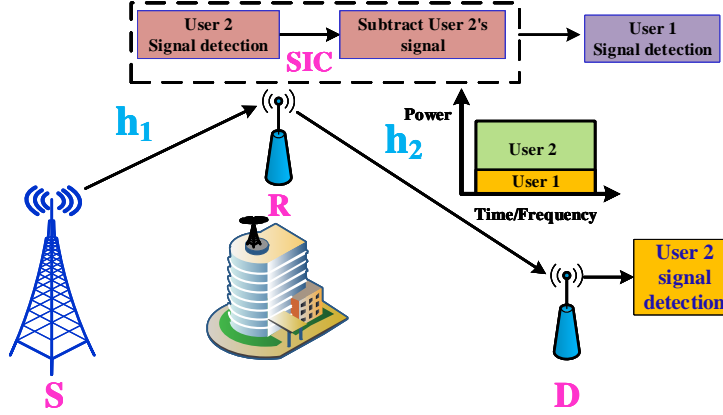 User 2
Signal detection
Subtract User 2's
signal
User 1
Signal detection
SIC
Power
h1
h2
User 2
User 1
R
Time/Frequency
User 2
signal
detection
S
D